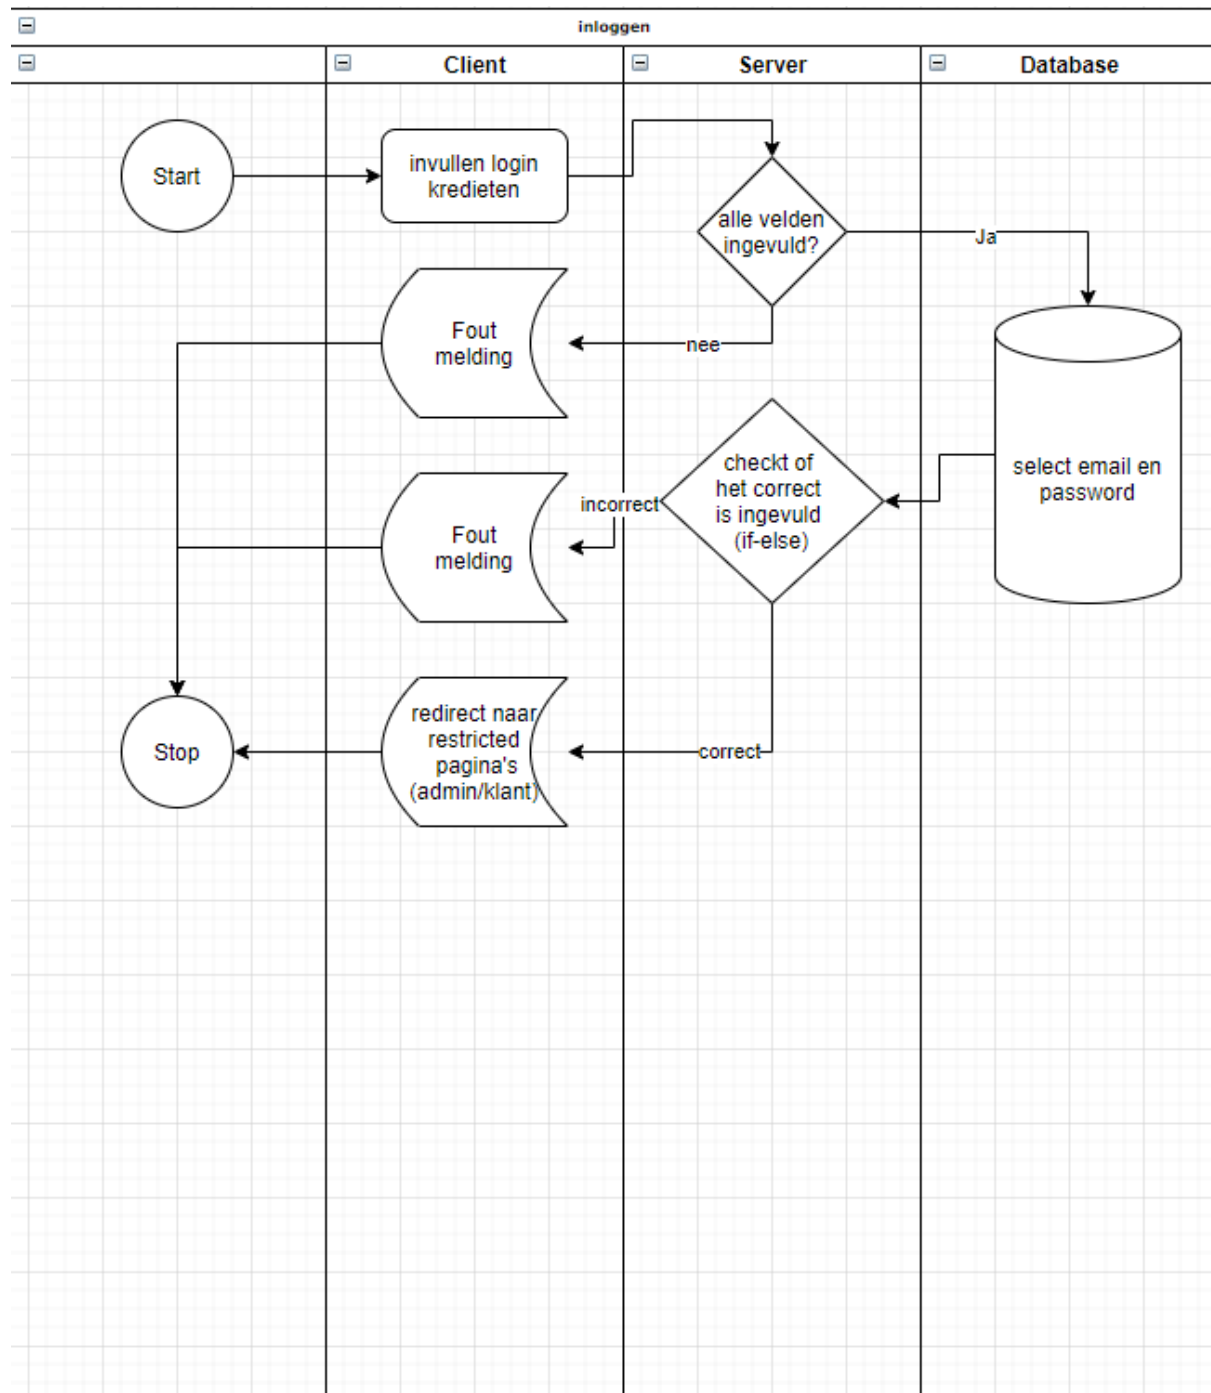 inloggen
Client
Server
Database
Start
invullen login
kredieten
alle velden
ingevuld?
Ja
Fout
melding
nee
checkt of
het correct
is ingevuld
(if-else)
select email en
password
incorrect
Fout
melding
redirect naar
restricted
pagina's
(admin/klant)
correct
Stop